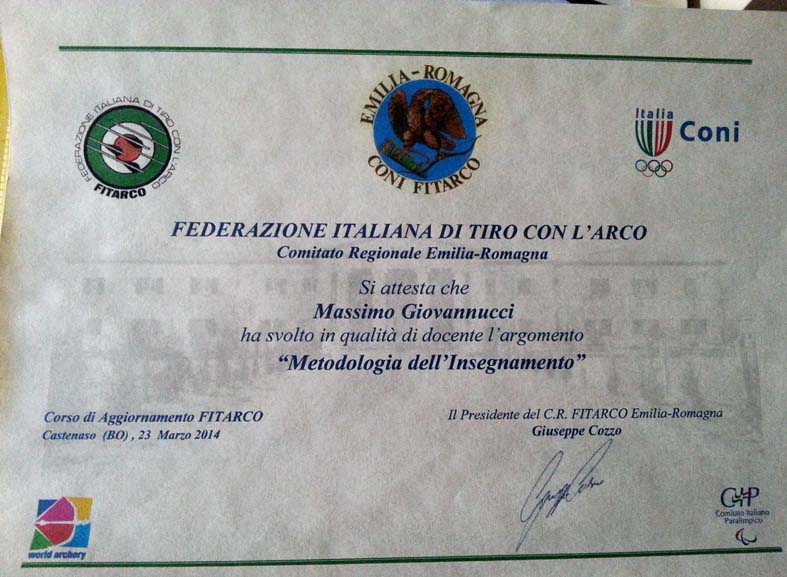 FEDERAZIONE ITALIANA DI TIRO CON L'ARCO
FITARCO
EMILIA-ROMAGNA
CONI FITARCO
Italia
Coni
FEDERAZIONE ITALIANA DI TIRO CON L'ARCO
Comitato Regionale Emilia-Romagna
Si attesta che
Massimo Giovannucci
ha svolto in qualità di docente l'argomento
“Metodologia dell'Insegnamento”
Corso di Aggiornamento FITARCO
Castenaso (BO) , 23 Marzo 2014
Il Presidente del C.R. FITARCO Emilia-Romagna
Giuseppe Cozzo
world archery
CIP
Comitato Italiano
Paralimpico